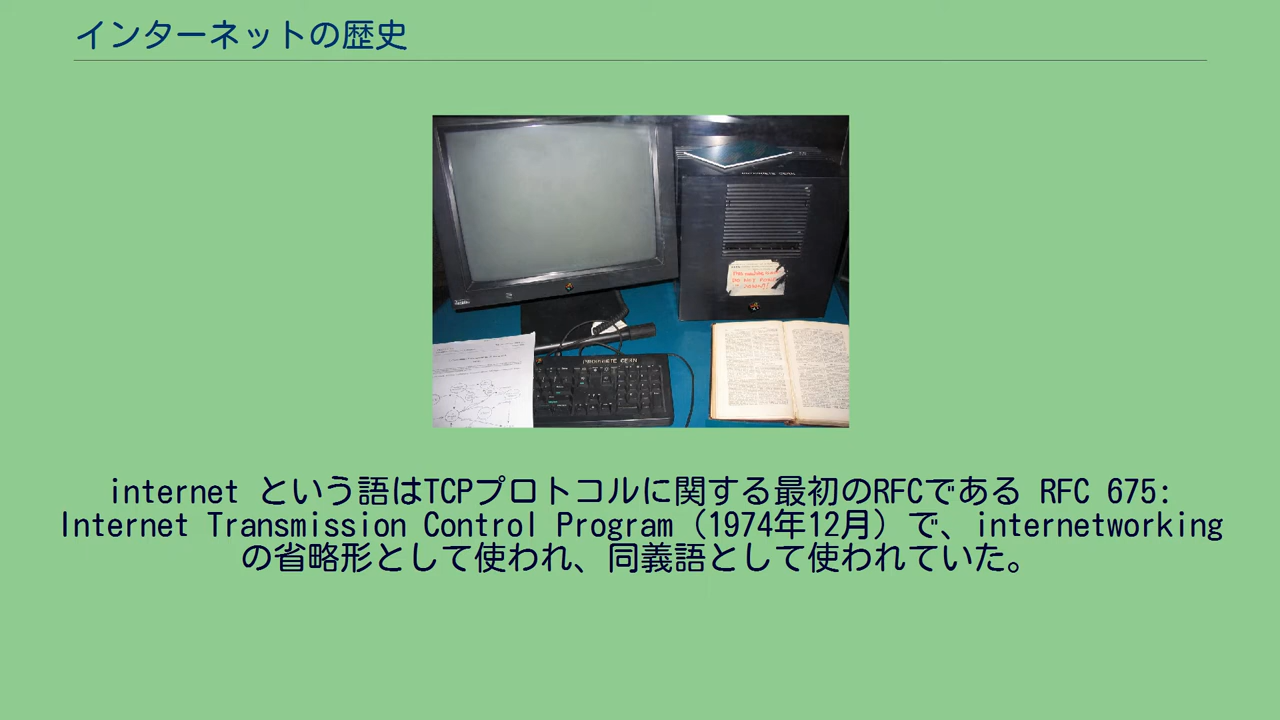 インターネットの歴史
PROPRIETE CERN
internet という語はTCPプロトコルに関する最初のRFCである RFC 675:
Internet Transmission Control Program（1974年12月）で、internetworking
の省略形として使われ、同義語として使われていた。